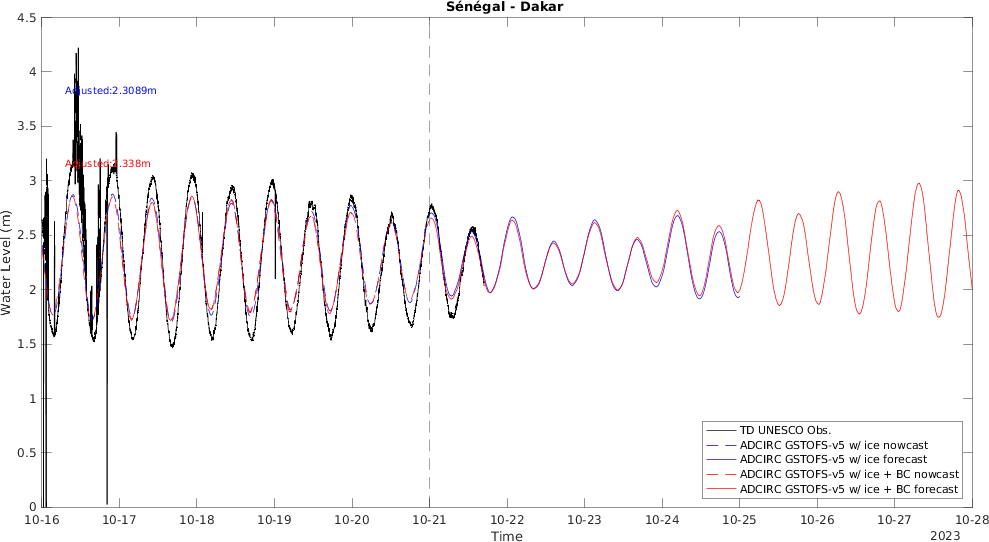 Sénégal - Dakar
4.5
4
3.5
3
2.5
2
1.5
1
0.5
0
Water Level (m)
Adjusted:2.3089m
Adjusted:2.338m
TD UNESCO Obs.
ADCIRC GSTOFS-v5 w/ ice nowcast
ADCIRC GSTOFS-v5 w/ ice forecast
ADCIRC GSTOFS-v5 w/ ice + BC nowcast
ADCIRC GSTOFS-v5 w/ ice + BC forecast
10-16 10-17 10-18 10-19 10-20 10-21 10-22 10-23 10-24 10-25 10-26 10-27 10-28
Time
2023